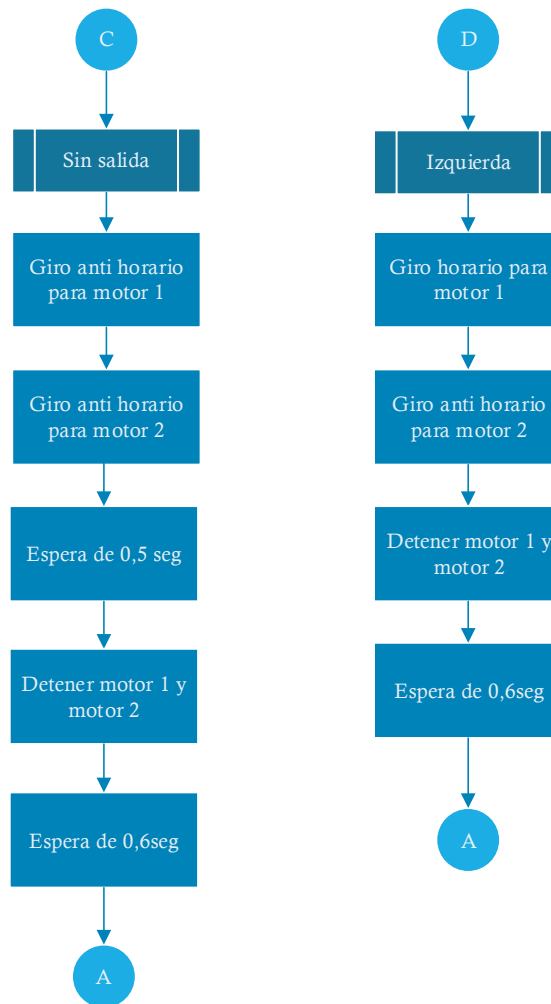 C
Sin salida
Giro anti horario
para motor 1
Giro anti horario
para motor 2
Espera de 0,5 seg
Detener motor 1 y
motor 2
Espera de 0,6seg
A
D
Izquierda
Giro horario para
motor 1
Giro anti horario
para motor 2
Detener motor 1 y
motor 2
Espera de 0,6seg
A